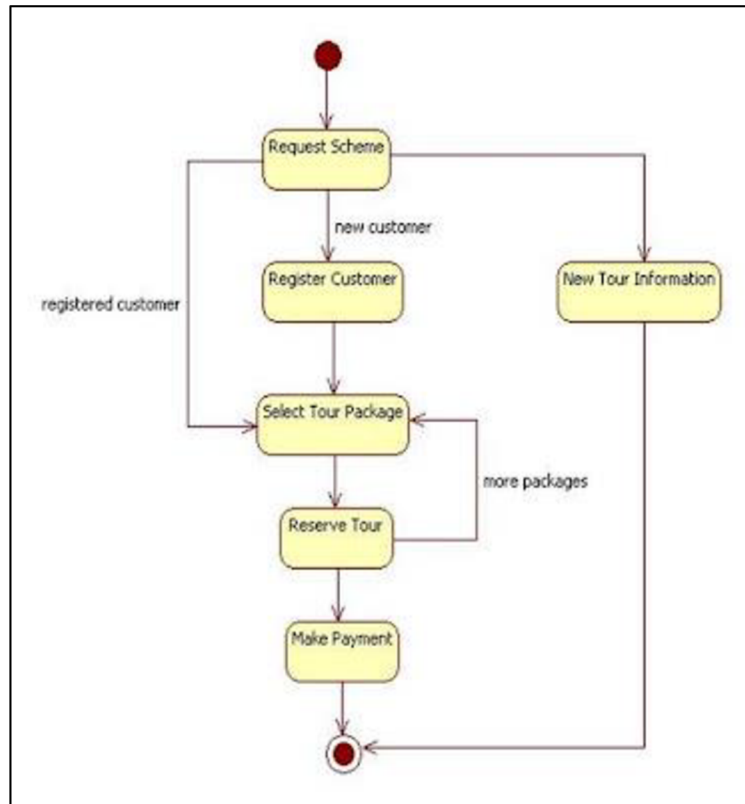 Request Scheme
new customer
Register Customer
New Tour Information
registered customer
Select Tour Package
more packages
Reserve Tour
Make Payment